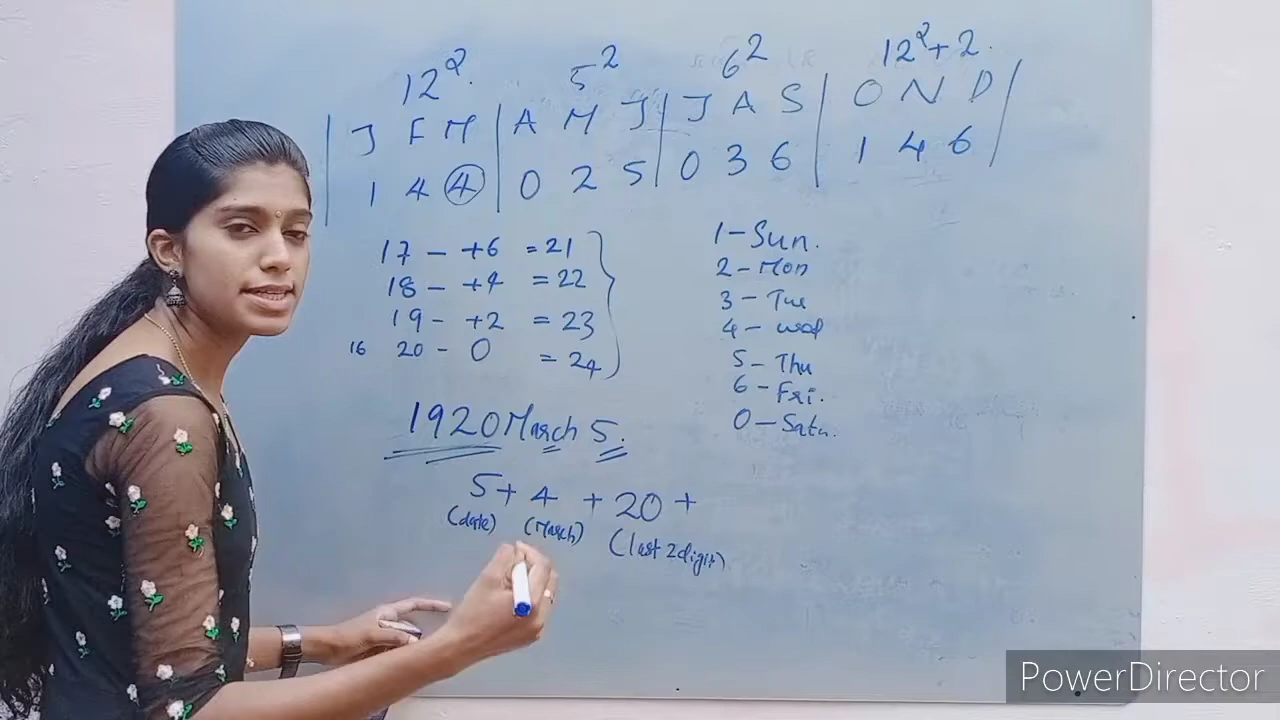 12² 5² 6² 12²+2.
J F M | A M J | J A S | O N D
1 4 4 | 0 2 5 | 0 3 6 | 1 4 6
17 - +6 = 21
18 - +4 = 22
19 - +2 = 23
16 20 - 0 = 24
1 - Sun.
2 - Mon
3 - Tue
4 - wed
5 - Thu
6 - Fri.
0 - Satu.
1920 March 5.
5 + 4 + 20 +
(date) (March) (last 2 digit)
PowerDirector